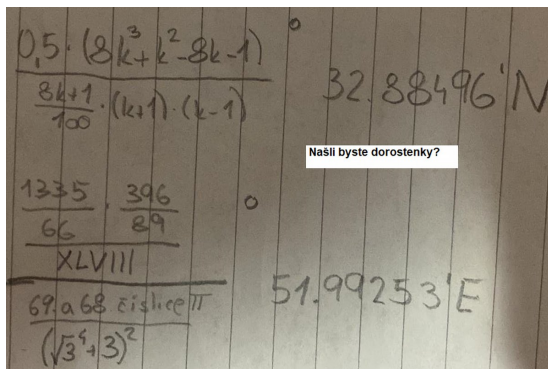 0,5 · (8k³+k²-8k-1)
8k+1
100 · (k+1) · (k-1)
° 32.88496'N
Našli byste dorostenky?
1335 · 396
66 89
XLVIII
69. a 68 číslice π
(√3⁴+3)²
° 51.99253'E